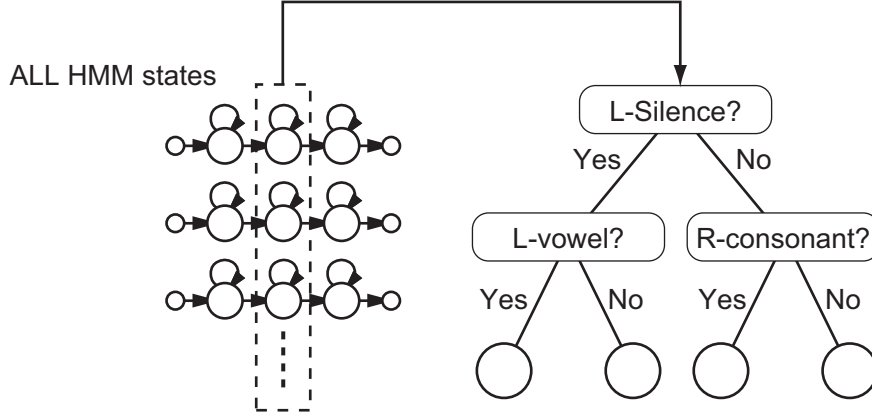 ALL HMM states
L-Silence?
Yes No
L-vowel? R-consonant?
Yes No Yes No